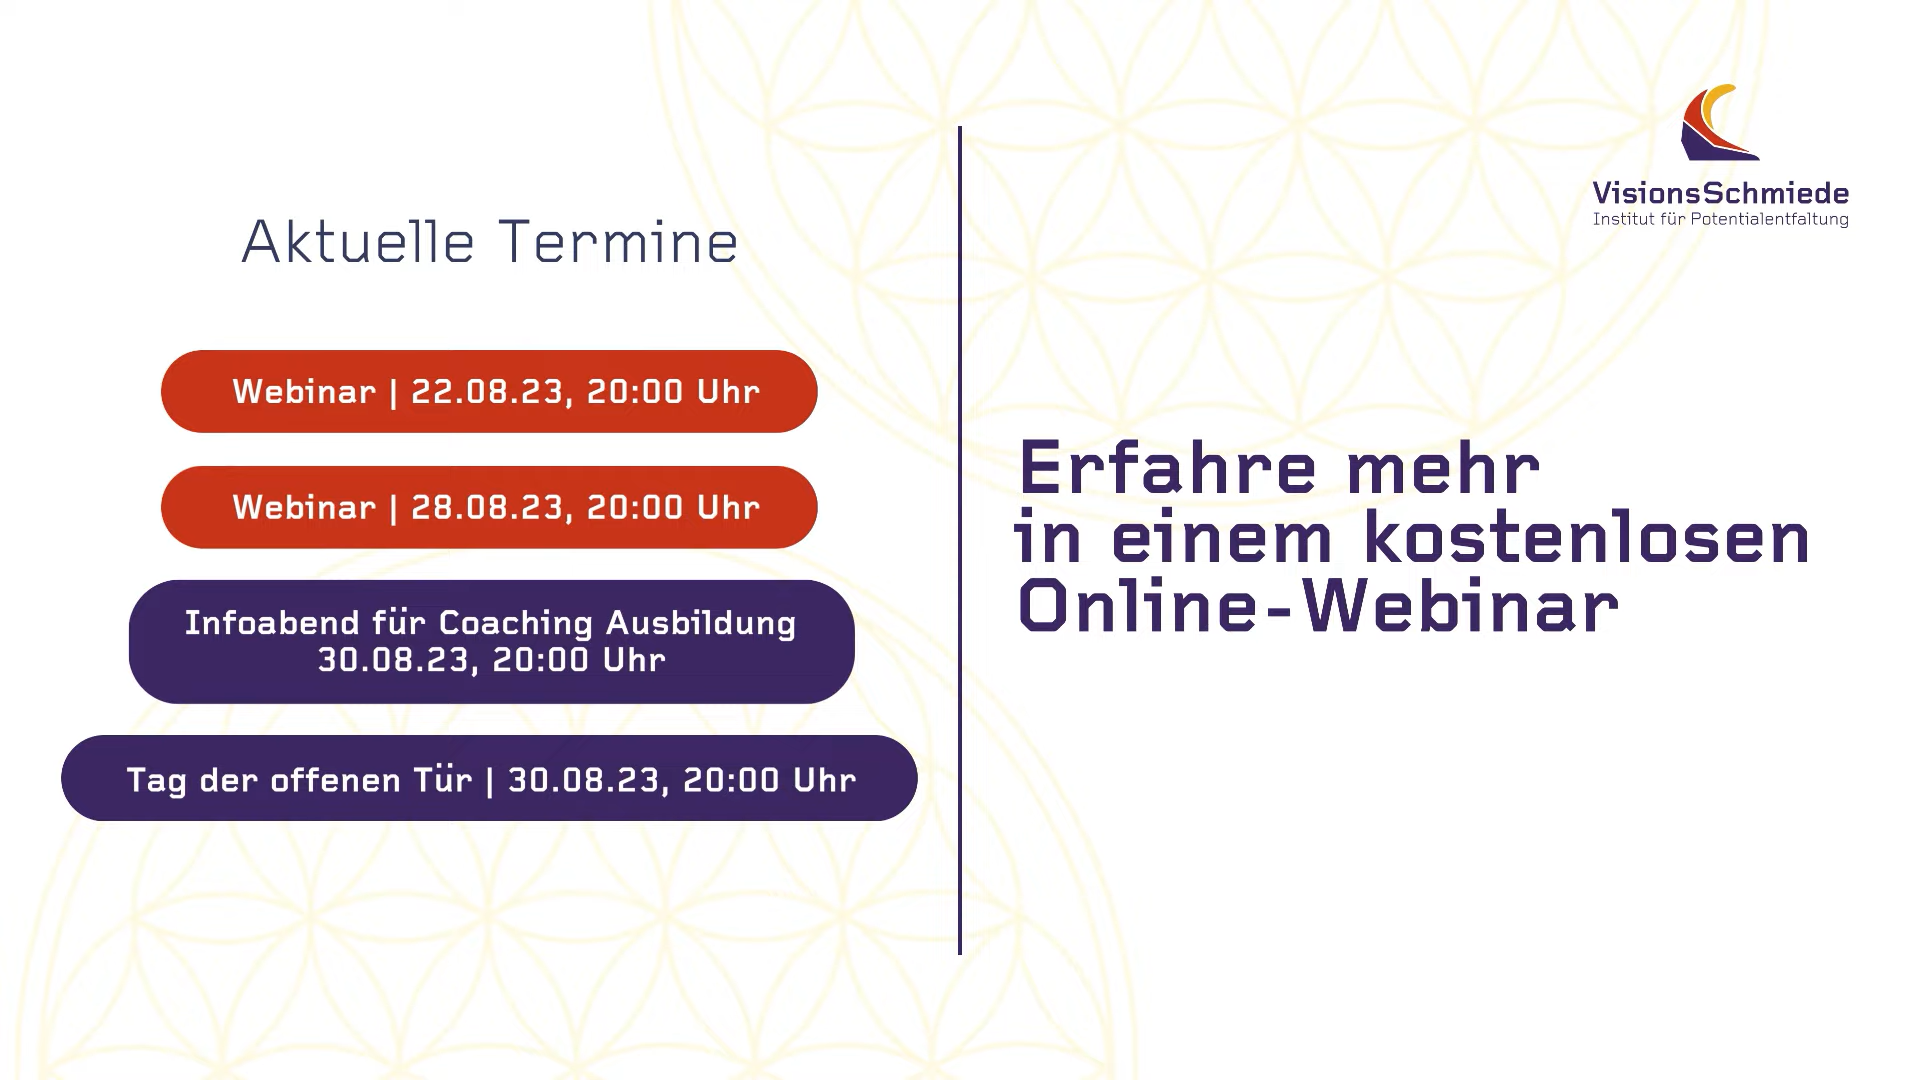 Aktuelle Termine
Webinar | 22.08.23, 20:00 Uhr
Webinar | 28.08.23, 20:00 Uhr
Infoabend für Coaching Ausbildung
30.08.23, 20:00 Uhr
Tag der offenen Tür | 30.08.23, 20:00 Uhr
VisionsSchmiede
Institut für Potentialentfaltung
Erfahre mehr
in einem kostenlosen
Online-Webinar